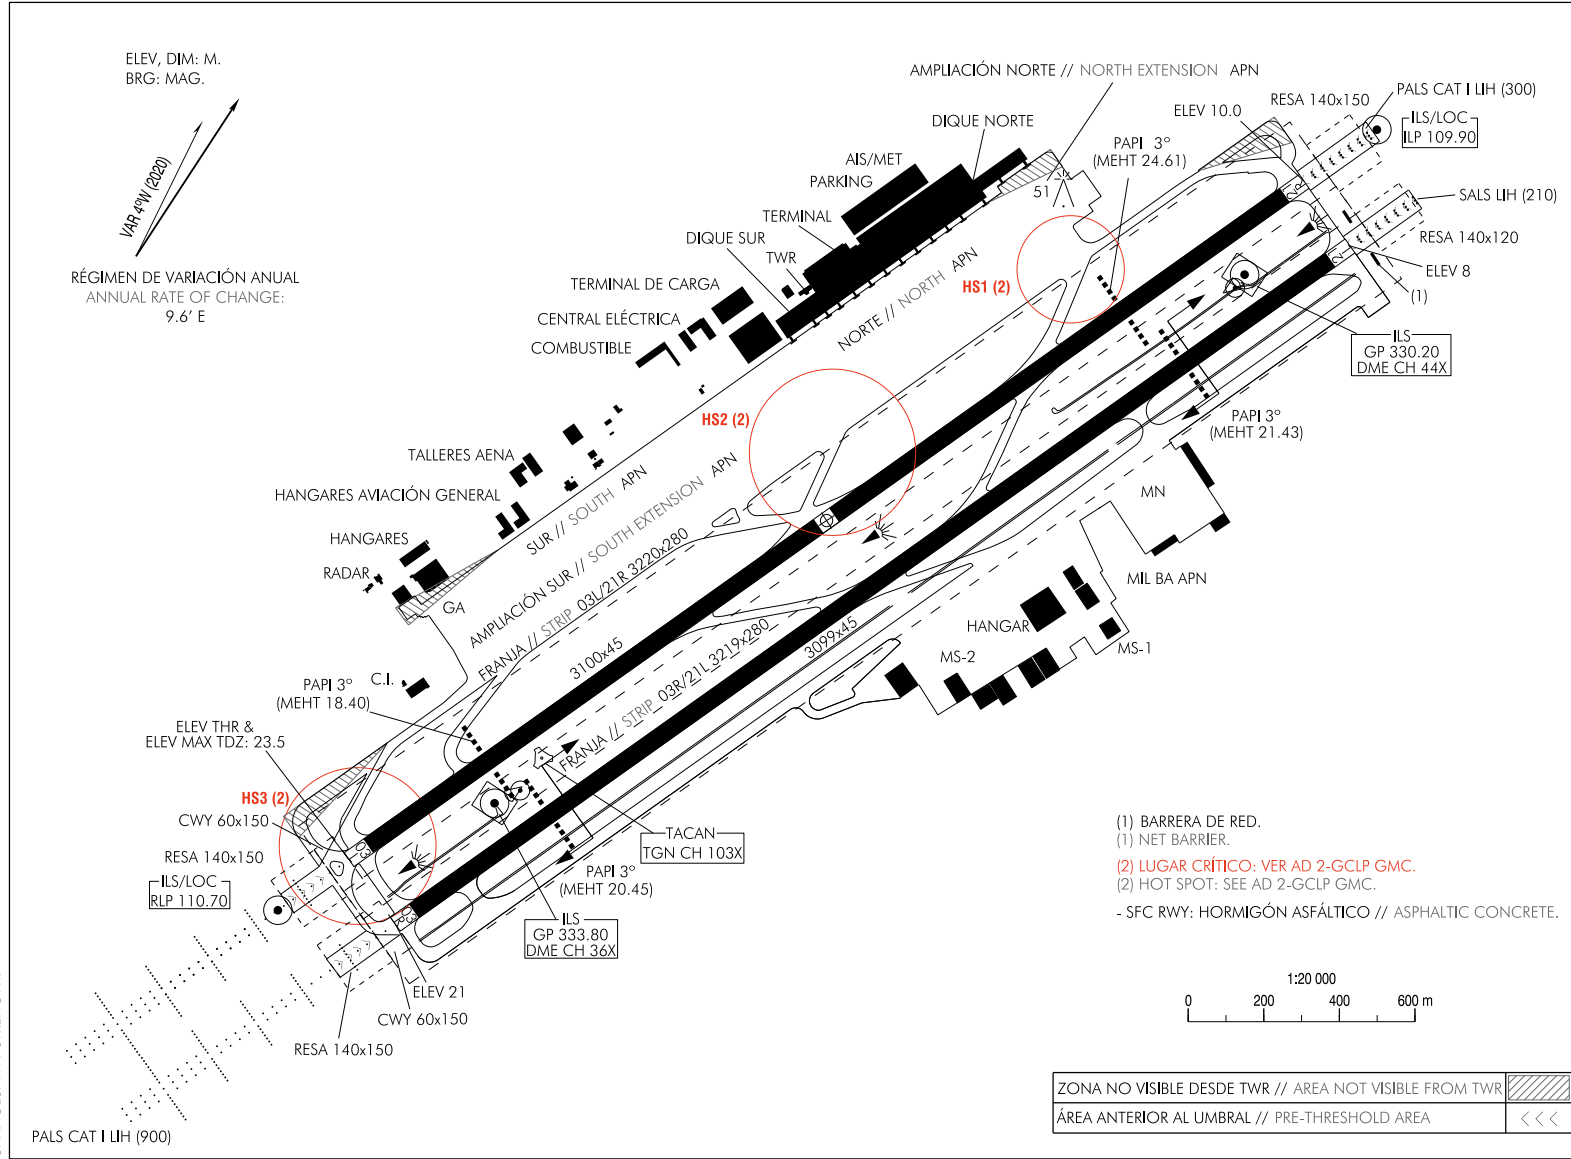 ELEV, DIM: M.
BRG: MAG.
VAR 4ºW (2020)
RÉGIMEN DE VARIACIÓN ANUAL
ANNUAL RATE OF CHANGE:
9.6’ E
AMPLIACIÓN NORTE // NORTH EXTENSION APN
DIQUE NORTE
AIS/MET
PARKING
TERMINAL
DIQUE SUR
TWR
TERMINAL DE CARGA
CENTRAL ELÉCTRICA
COMBUSTIBLE
TALLERES AENA
HANGARES AVIACIÓN GENERAL
HANGARES
RADAR
GA
C.I.
51
PAPI 3º
(MEHT 24.61)
ELEV 10.0
RESA 140x150
PALS CAT I LIH (300)
ILS/LOC
ILP 109.90
SALS LIH (210)
RESA 140x120
ELEV 8
(1)
HS1 (2)
NORTE // NORTH APN
ILS
GP 330.20
DME CH 44X
PAPI 3º
(MEHT 21.43)
HS2 (2)
SUR // SOUTH APN
AMPLIACIÓN SUR // SOUTH EXTENSION APN
FRANJA // STRIP 03L/21R 3220x280
3100x45
FRANJA // STRIP 03R/21L 3219x280
3099x45
MN
MIL BA APN
HANGAR
MS-1
MS-2
PAPI 3º
(MEHT 18.40)
ELEV THR &
ELEV MAX TDZ: 23.5
HS3 (2)
CWY 60x150
RESA 140x150
ILS/LOC
RLP 110.70
TACAN
TGN CH 103X
PAPI 3º
(MEHT 20.45)
ILS
GP 333.80
DME CH 36X
ELEV 21
CWY 60x150
RESA 140x150
PALS CAT I LIH (900)
(1) BARRERA DE RED.
(1) NET BARRIER.
(2) LUGAR CRÍTICO: VER AD 2-GCLP GMC.
(2) HOT SPOT: SEE AD 2-GCLP GMC.
- SFC RWY: HORMIGÓN ASFÁLTICO // ASPHALTIC CONCRETE.
1:20 000
0 200 400 600 m
ZONA NO VISIBLE DESDE TWR // AREA NOT VISIBLE FROM TWR
ÁREA ANTERIOR AL UMBRAL // PRE-THRESHOLD AREA